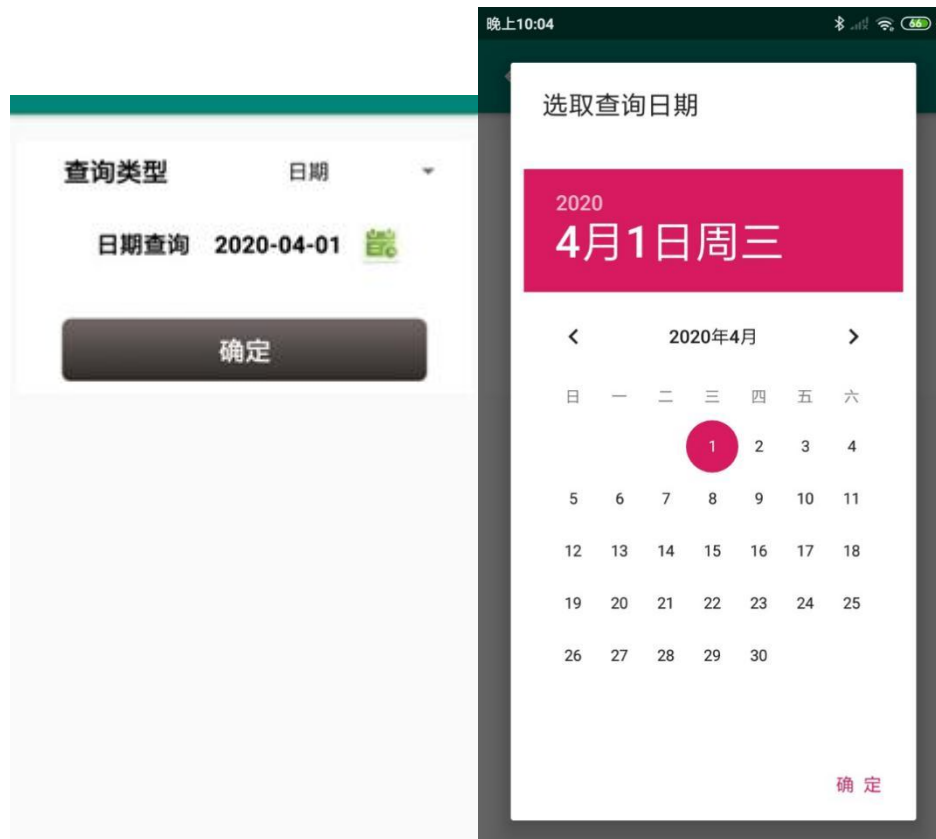 查询类型 日期
日期查询 2020-04-01
确定
晚上10:04 66
选取查询日期
2020
4月1日周三
2020年4月
日 一 二 三 四 五 六
1 2 3 4
5 6 7 8 9 10 11
12 13 14 15 16 17 18
19 20 21 22 23 24 25
26 27 28 29 30
确 定